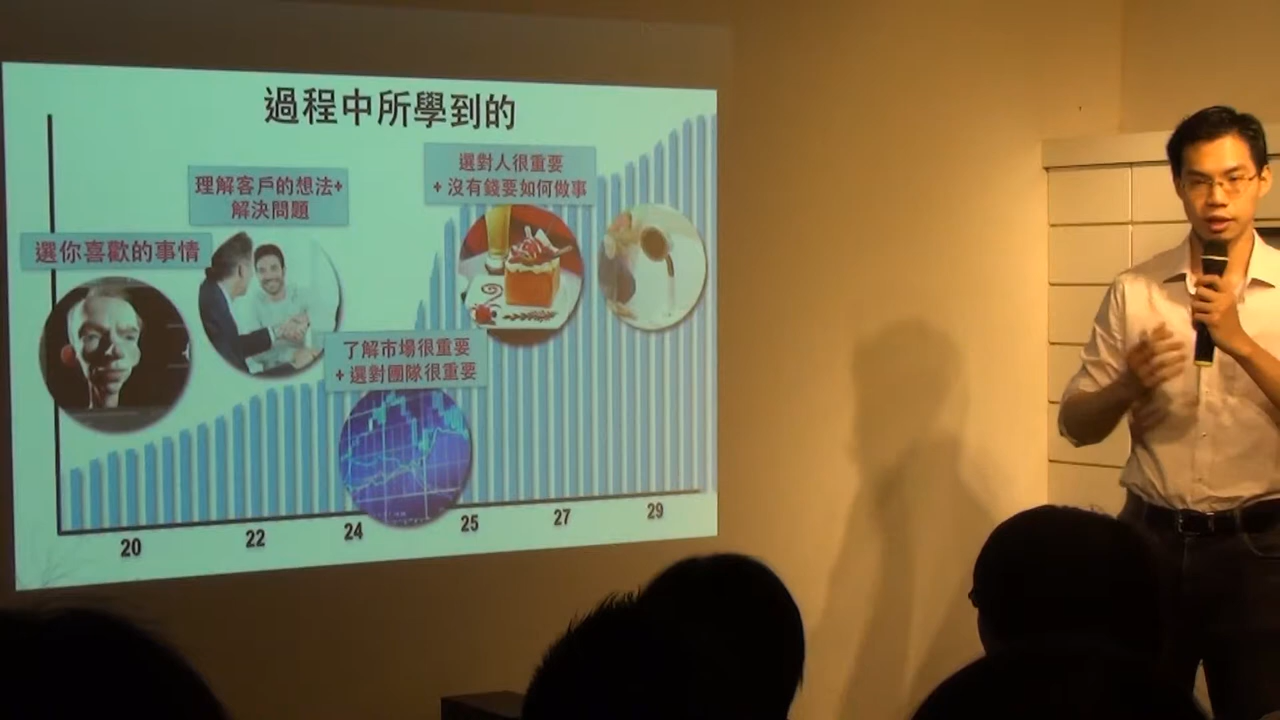 過程中所學到的
選對人很重要
+ 沒有錢要如何做事
理解客戶的想法+
解決問題
選你喜歡的事情
了解市場很重要
+ 選對團隊很重要
20 22 24 25 27 29